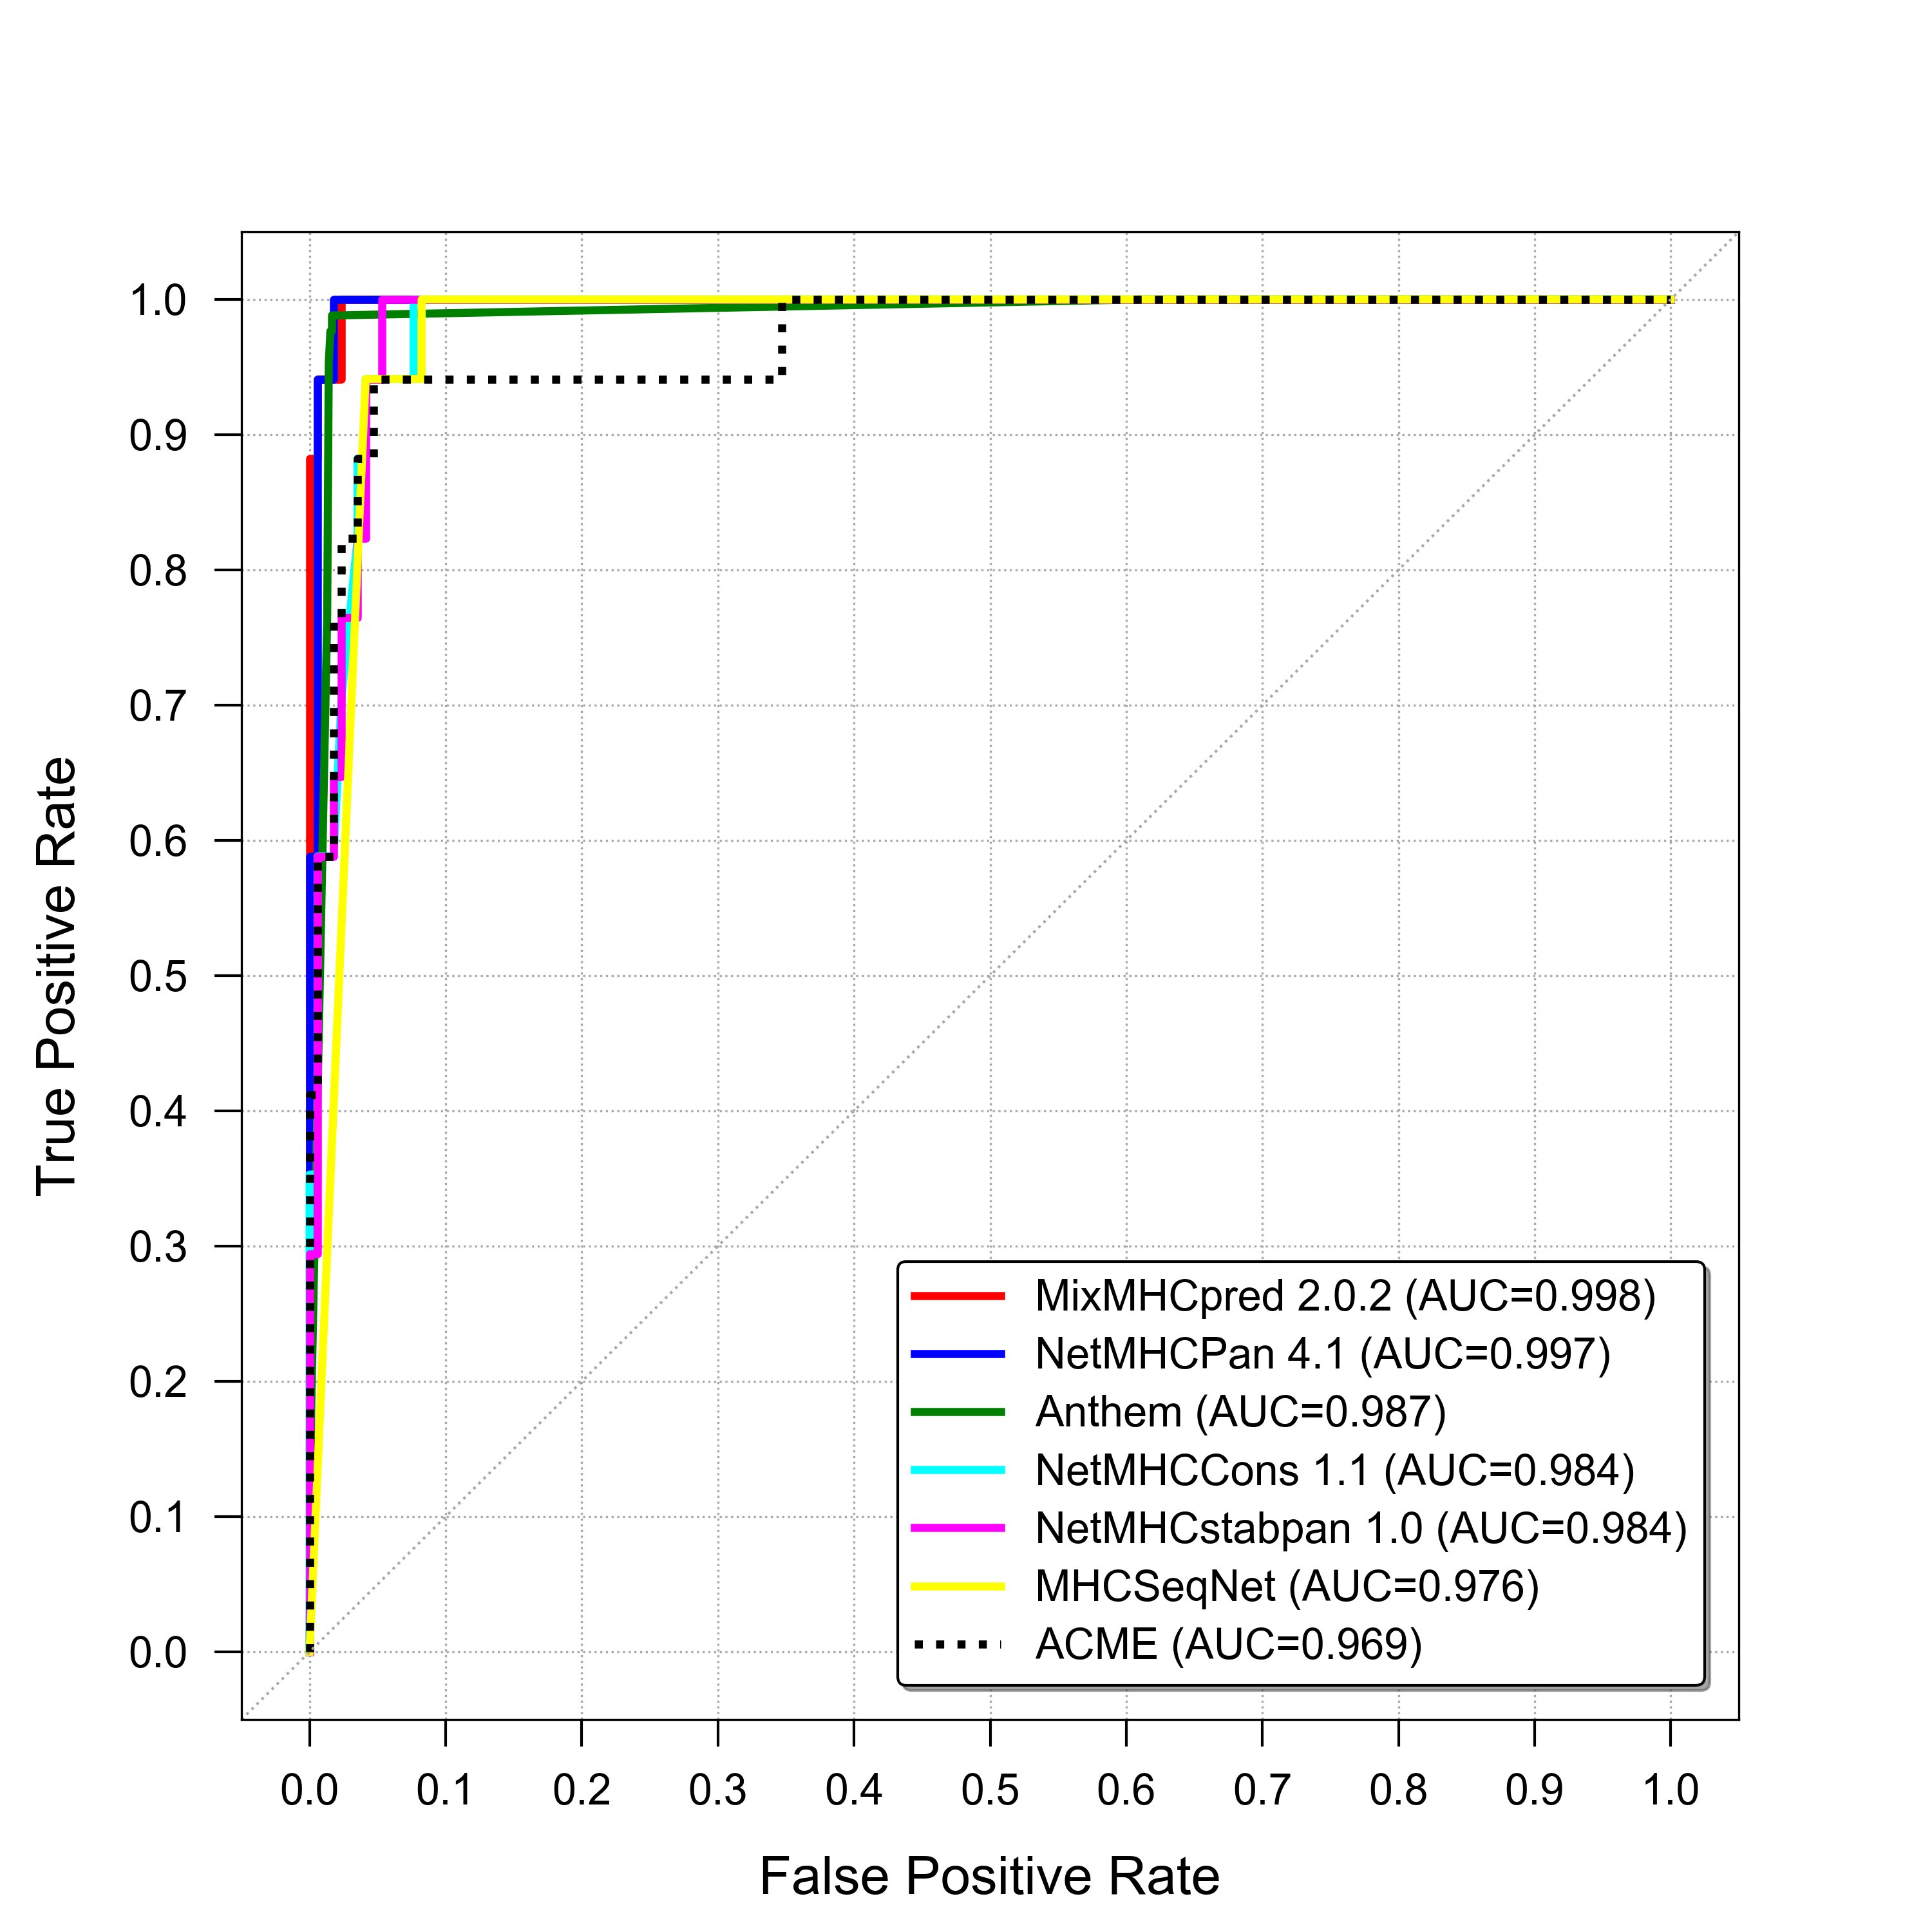 1.0
0.9
0.8
0.7
0.6
0.5
0.4
0.3
0.2
0.1
0.0
True Positive Rate
MixMHCpred 2.0.2 (AUC=0.998)
NetMHCPan 4.1 (AUC=0.997)
Anthem (AUC=0.987)
NetMHCCons 1.1 (AUC=0.984)
NetMHCstabpan 1.0 (AUC=0.984)
MHCSeqNet (AUC=0.976)
ACME (AUC=0.969)
0.0 0.1 0.2 0.3 0.4 0.5 0.6 0.7 0.8 0.9 1.0
False Positive Rate